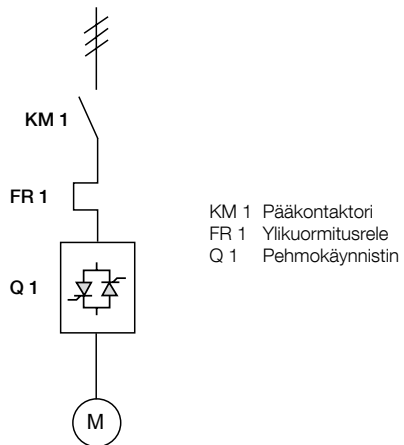 KM 1
FR 1
Q 1
M
KM 1 Pääkontaktori
FR 1 Ylikuormitusrele
Q 1 Pehmokäynnistin